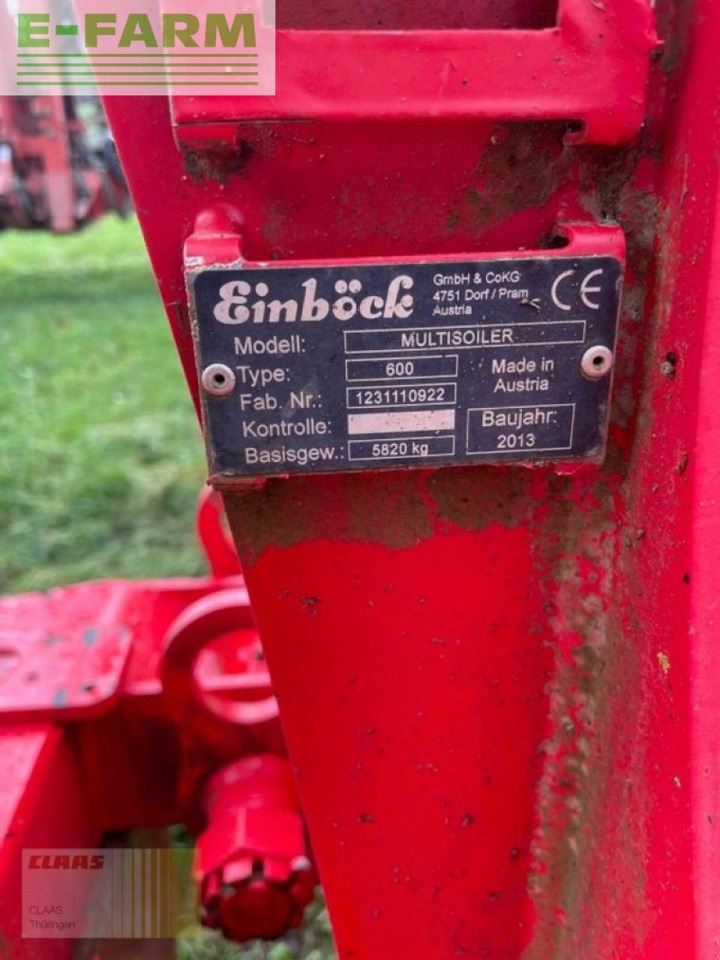 E-FARM
Einböck
GmbH & CoKG
4751 Dorf / Pram
Austria
CE
Modell: MULTISOILER
Type: 600
Made in
Austria
Fab. Nr.: 1231110922
Kontrolle:
Baujahr:
2013
Basisgew.: 5820 kg
CLAAS
CLAAS
Thüringen